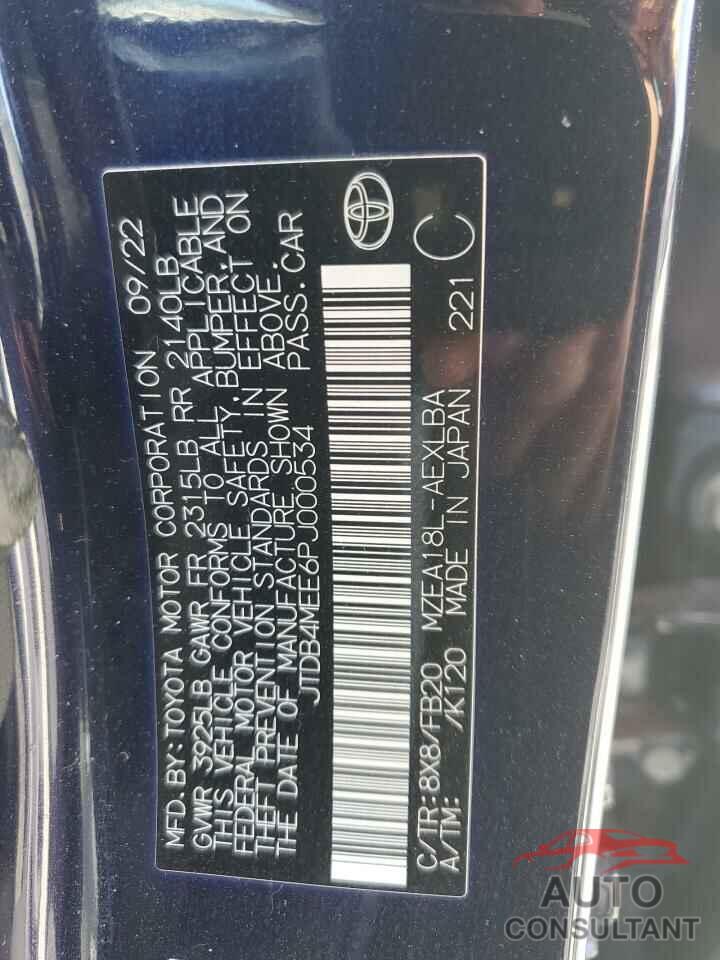 MFD. BY: TOYOTA MOTOR CORPORATION 09/22
GVWR 3925LB GAWR FR 2315LB RR 2140LB
THIS VEHICLE CONFORMS TO ALL APPLICABLE
FEDERAL MOTOR VEHICLE SAFETY, BUMPER, AND
THEFT PREVENTION STANDARDS IN EFFECT ON
THE DATE OF MANUFACTURE SHOWN ABOVE.
JTDB4MEE6PJ000534 PASS. CAR
C/TR: 8X8/FB20 MZEA18L-AEXLBA
A/TM: /K120 MADE IN JAPAN 221 C
AUTO
CONSULTANT